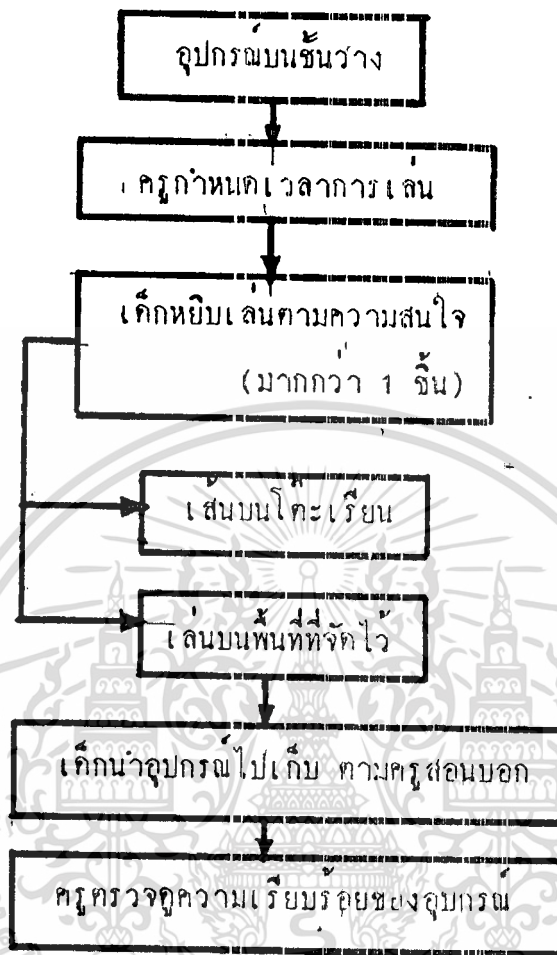 อุปกรณ์บนชั้นวาง
ครูกำหนดเวลาการเล่น
เด็กหยิบเล่นตามความสนใจ
(มากกว่า 1 ชิ้น)
เล่นบนโต๊ะเรียน
เล่นบนพื้นที่ที่จัดไว้
เด็กนำอุปกรณ์ไปเก็บ ตามครูสอนบอก
ครูตรวจดูความเรียบร้อยของอุปกรณ์